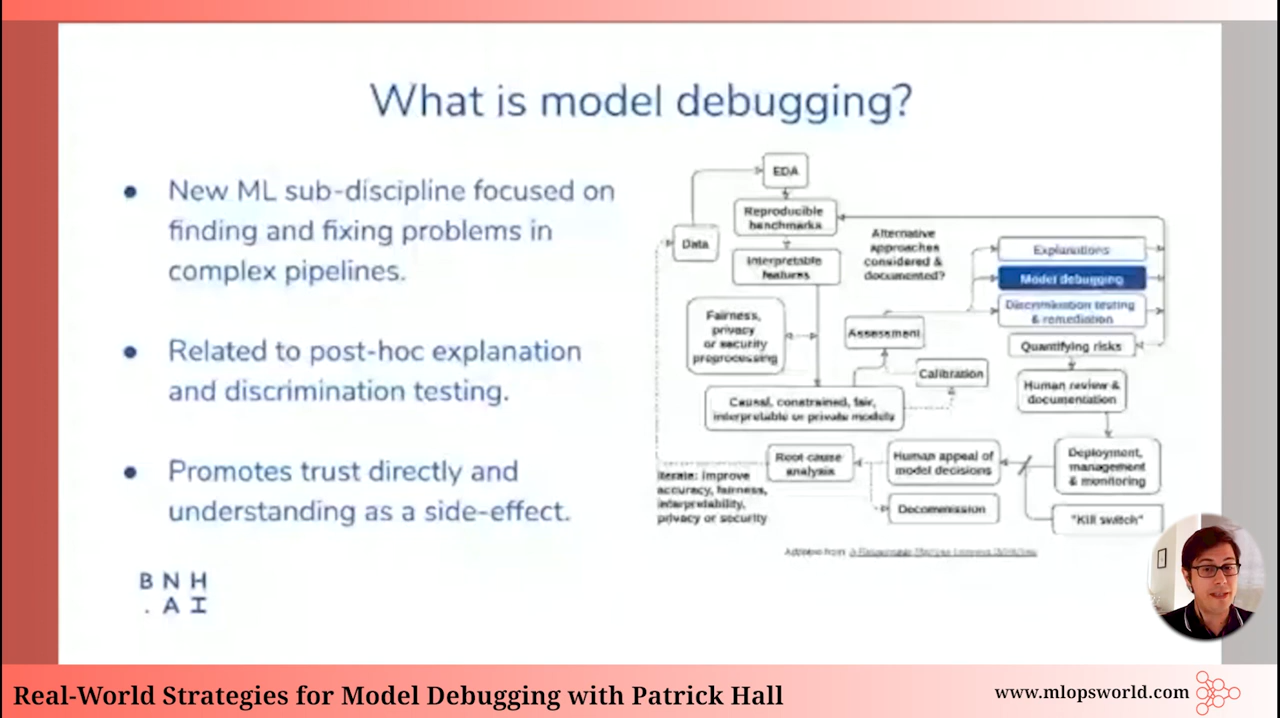 What is model debugging?
● New ML sub-discipline focused on
finding and fixing problems in
complex pipelines.
● Related to post-hoc explanation
and discrimination testing.
● Promotes trust directly and
understanding as a side-effect.
B N H
. A I
EDA
Reproducible
benchmarks
Data
Interpretable
features
Alternative
approaches
considered &
documented?
Explanations
Model debugging
Discrimination testing
& remediation
Fairness,
privacy
or security
preprocessing
Assessment
Quantifying risks
Calibration
Human review &
documentation
Causal, constrained, fair,
interpretable or private models
Root cause
analysis
Human appeal of
model decisions
Deployment,
management
& monitoring
Iterate: improve
accuracy, fairness,
interpretability,
privacy or security
Decommission
"Kill switch"
Adapted from
Real-World Strategies for Model Debugging with Patrick Hall
www.mlopsworld.com